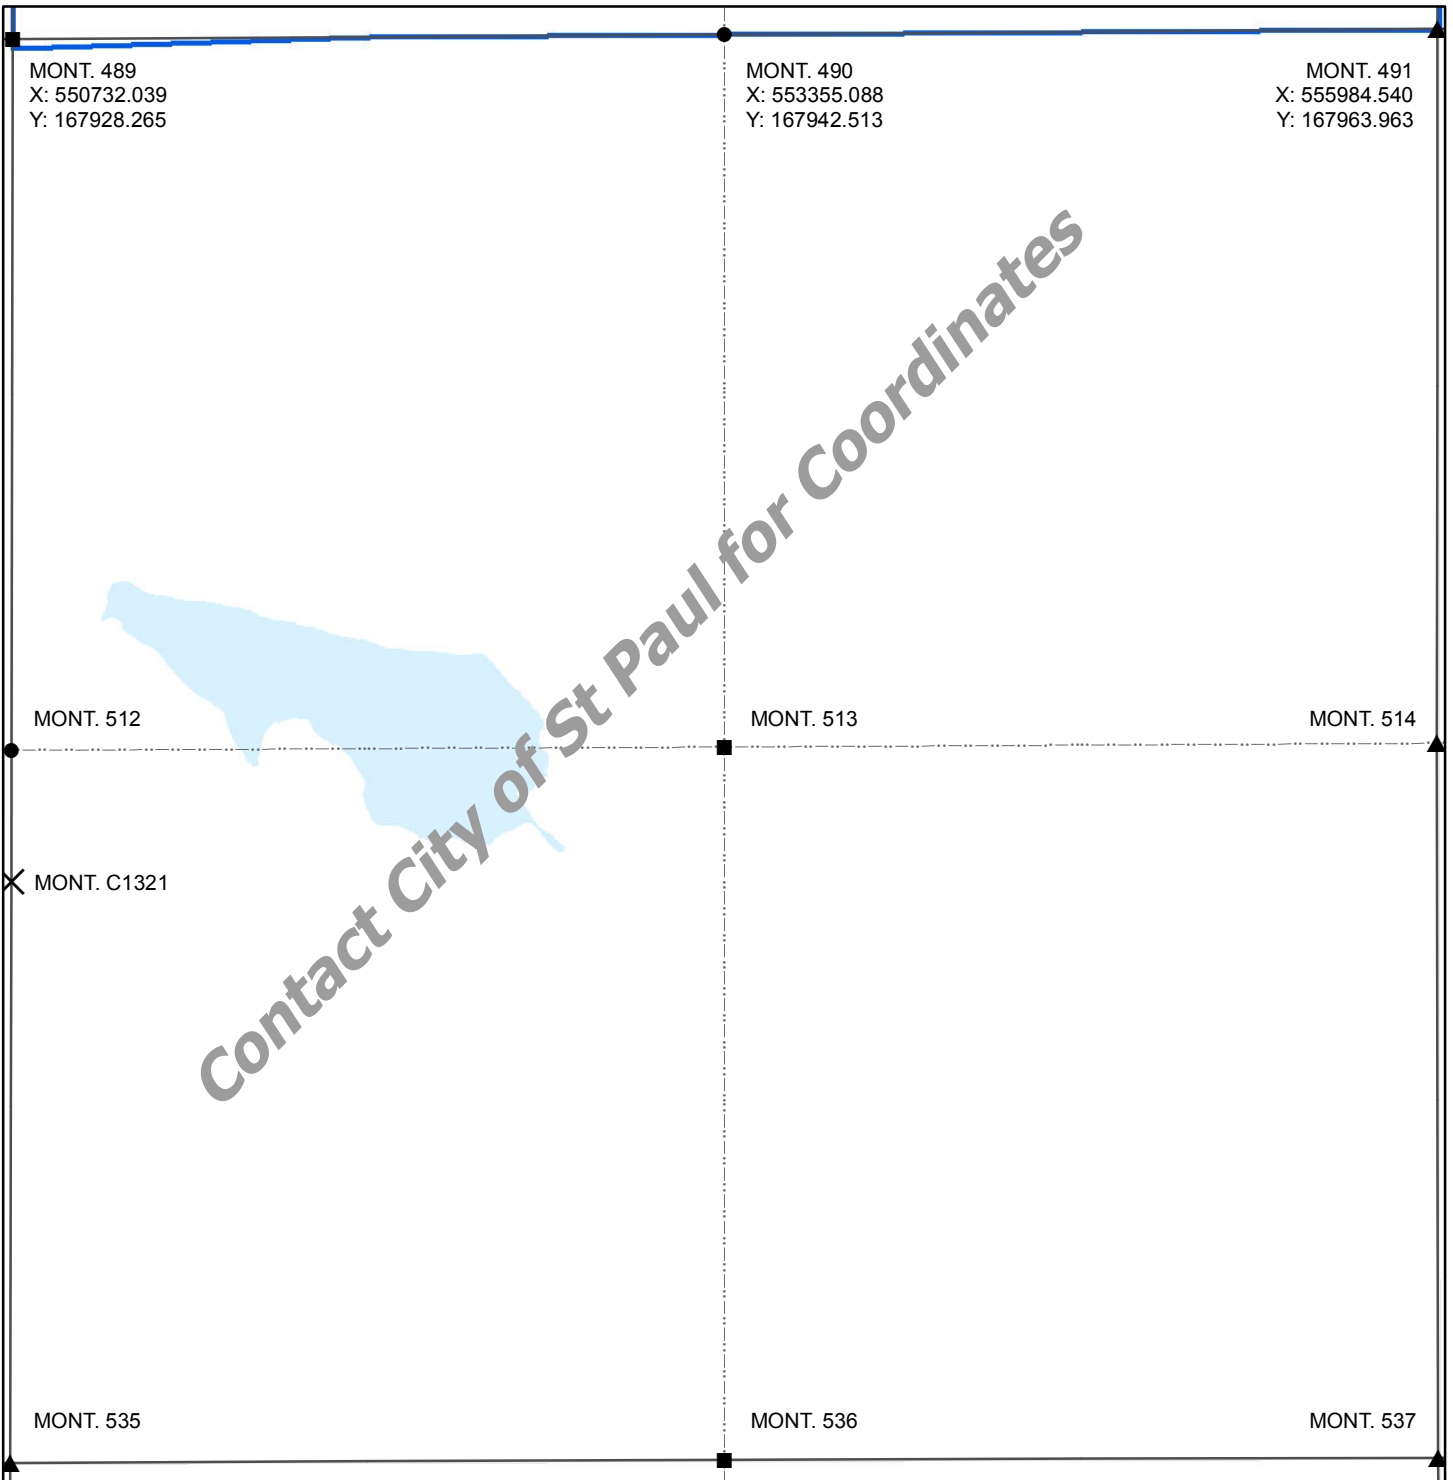 MONT. 489
X: 550732.039
Y: 167928.265
MONT. 490
X: 553355.088
Y: 167942.513
MONT. 491
X: 555984.540
Y: 167963.963
Contact City of St Paul for Coordinates
MONT. 512
MONT. 513
MONT. 514
MONT. C1321
MONT. 535
MONT. 536
MONT. 537